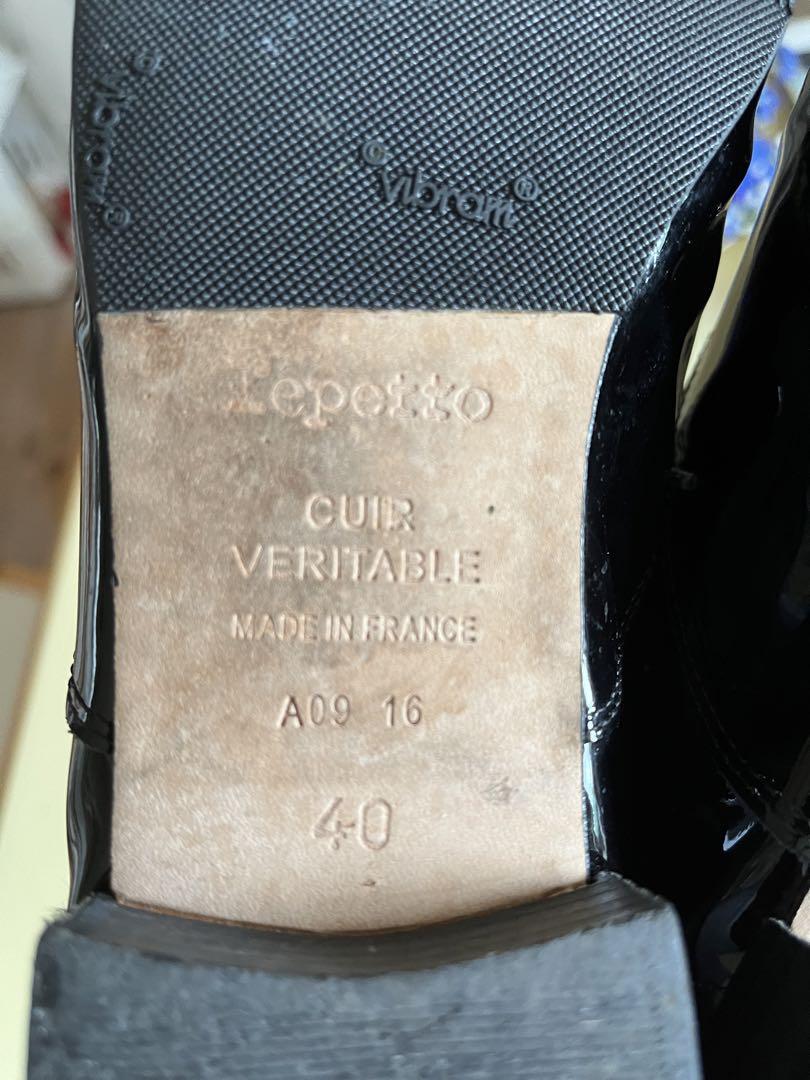 vibram®
©
vibram®
repetto
CUIR
VERITABLE
MADE IN FRANCE
A09 16
40